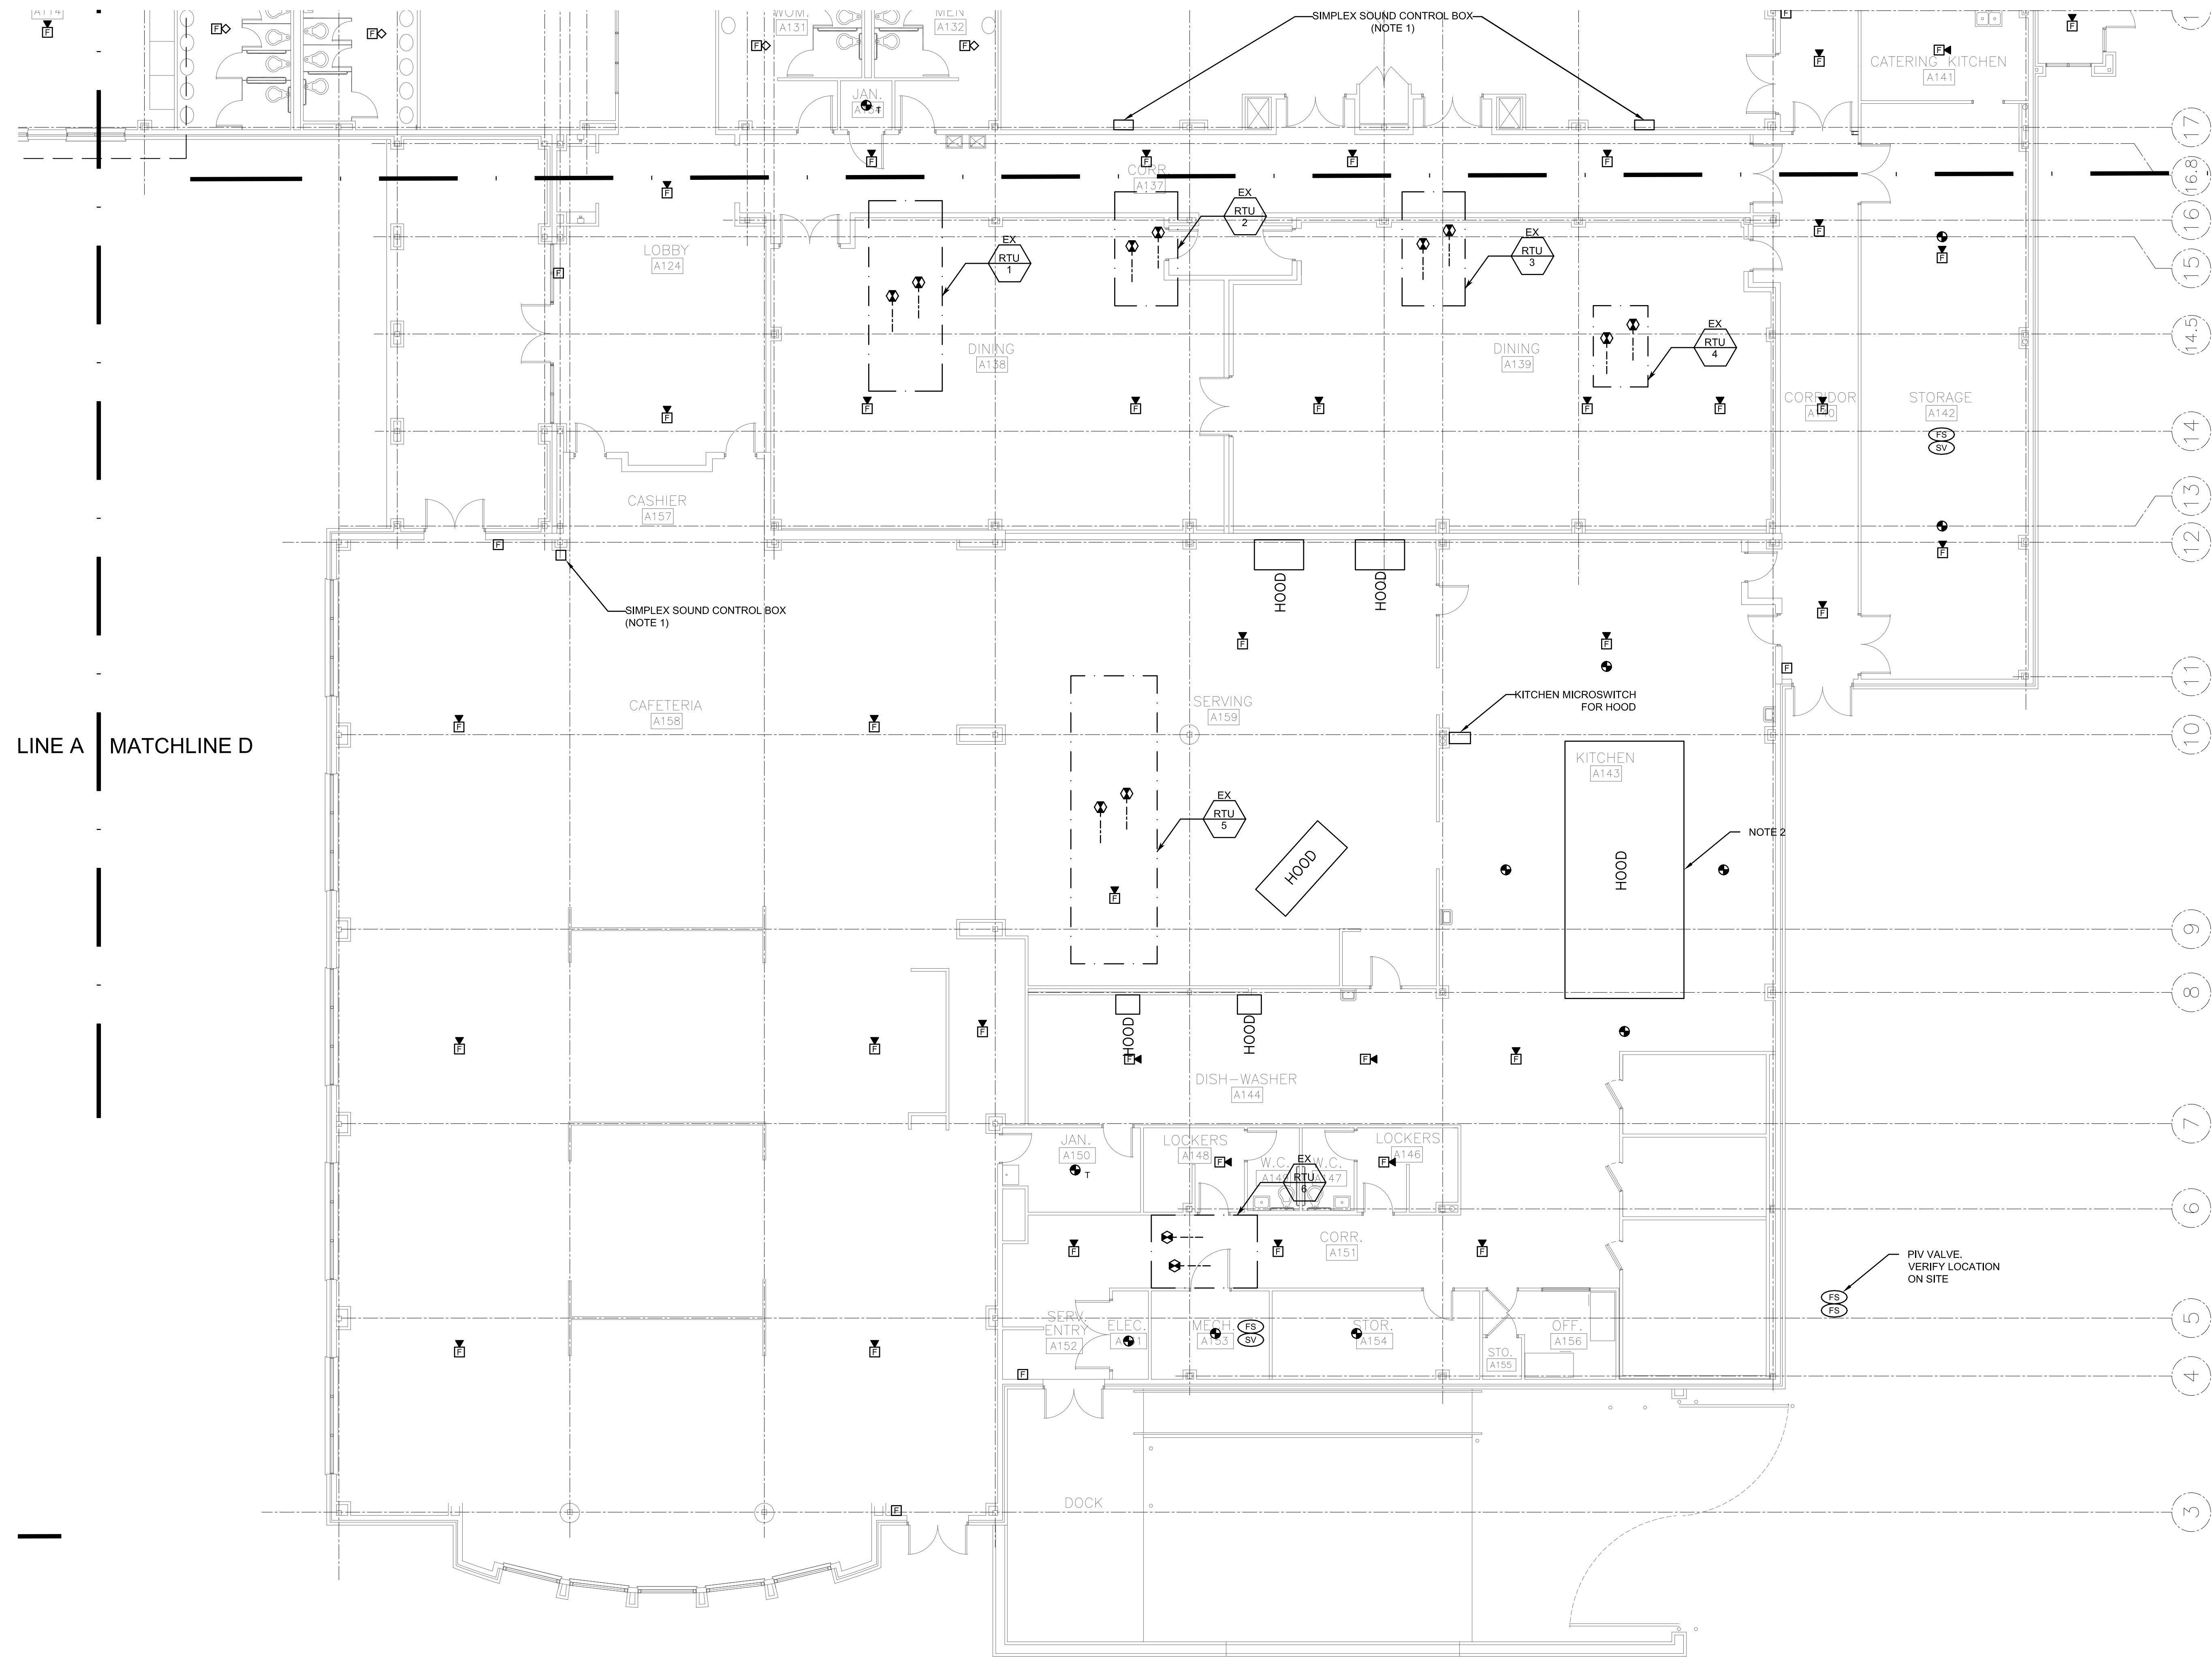 A114
F
F
F
WOM.
A131
F
MEN
A132
F
SIMPLEX SOUND CONTROL BOX
(NOTE 1)
F
F
F
F
CATERING KITCHEN
A141
JAN.
T
17
F
F
F
F
16.8
F
CORR.
A137
16
EX
RTU
2
EX
RTU
1
EX
RTU
3
F
F
15
LOBBY
A124
F
EX
RTU
4
14.5
DINING
A138
DINING
A139
CORRIDOR
F
STORAGE
A142
F
F
F
F
F
F
14
FS
SV
CASHIER
A157
13
F
12
F
HOOD
HOOD
SIMPLEX SOUND CONTROL BOX
(NOTE 1)
F
F
F
F
11
KITCHEN MICROSWITCH
FOR HOOD
CAFETERIA
A158
SERVING
A159
F
F
LINE A
MATCHLINE D
10
KITCHEN
A143
EX
RTU
5
NOTE 2
HOOD
HOOD
F
9
8
HOOD
HOOD
F
F
F
F
F
F
DISH-WASHER
A144
7
JAN.
A150
T
LOCKERS
A148
F
W.C.
W.C.
A147
EX
RTU
6
LOCKERS
A146
F
6
F
F
F
CORR.
A151
PIV VALVE.
VERIFY LOCATION
ON SITE
FS
FS
5
SERV.
ENTRY
A152
ELEC.
MECH.
A153
FS
SV
STOR.
A154
STO.
A155
OFF.
A156
F
F
F
4
DOCK
F
3